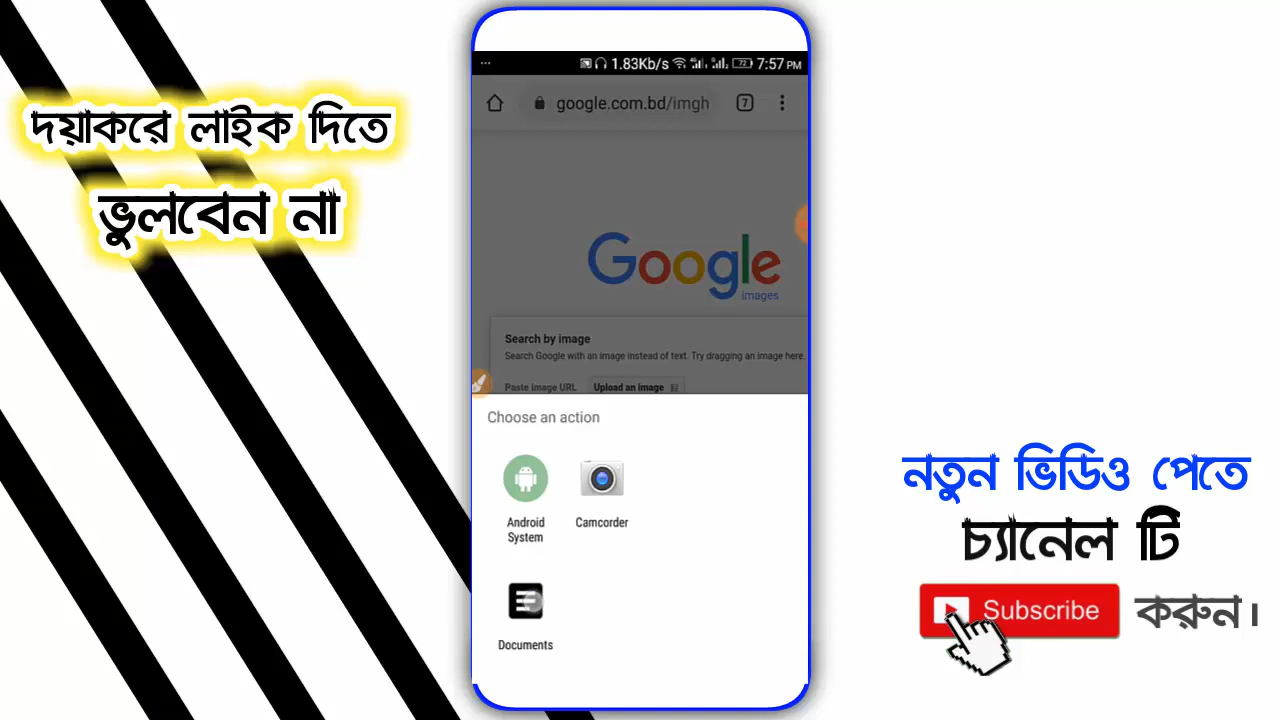 দয়াকরে লাইক দিতে
ভুলবেন না
... 1.83Kb/s 72 7:57 PM
google.com.bd/imgh 7
Google
images
Search by image
Search Google with an image instead of text. Try dragging an image here.
Paste image URL Upload an image
Choose an action
Android System
Camcorder
Documents
নতুন ভিডিও পেতে
চ্যানেল টি
Subscribe করুন।